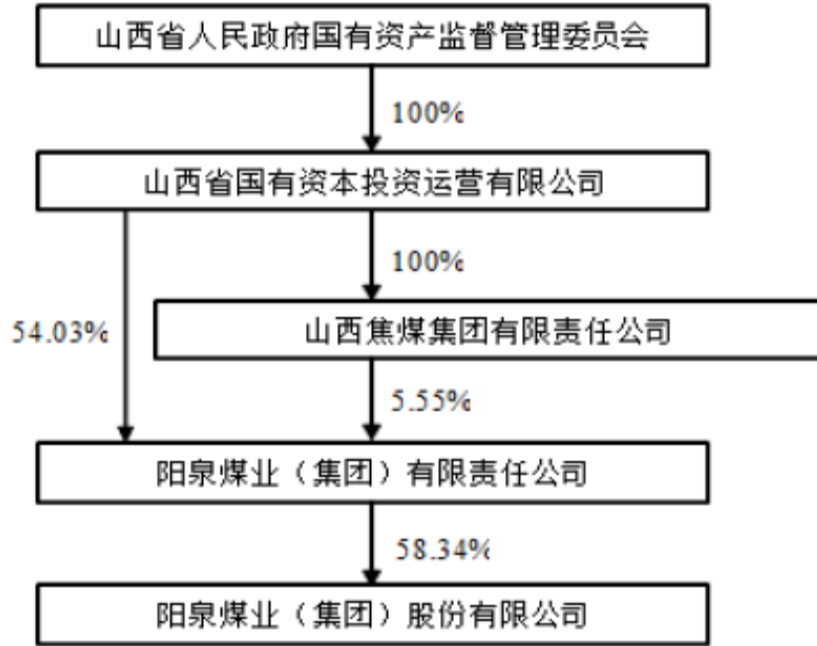 山西省人民政府国有资产监督管理委员会
100%
山西省国有资本投资运营有限公司
100%
54.03%
山西焦煤集团有限责任公司
5.55%
阳泉煤业（集团）有限责任公司
58.34%
阳泉煤业（集团）股份有限公司